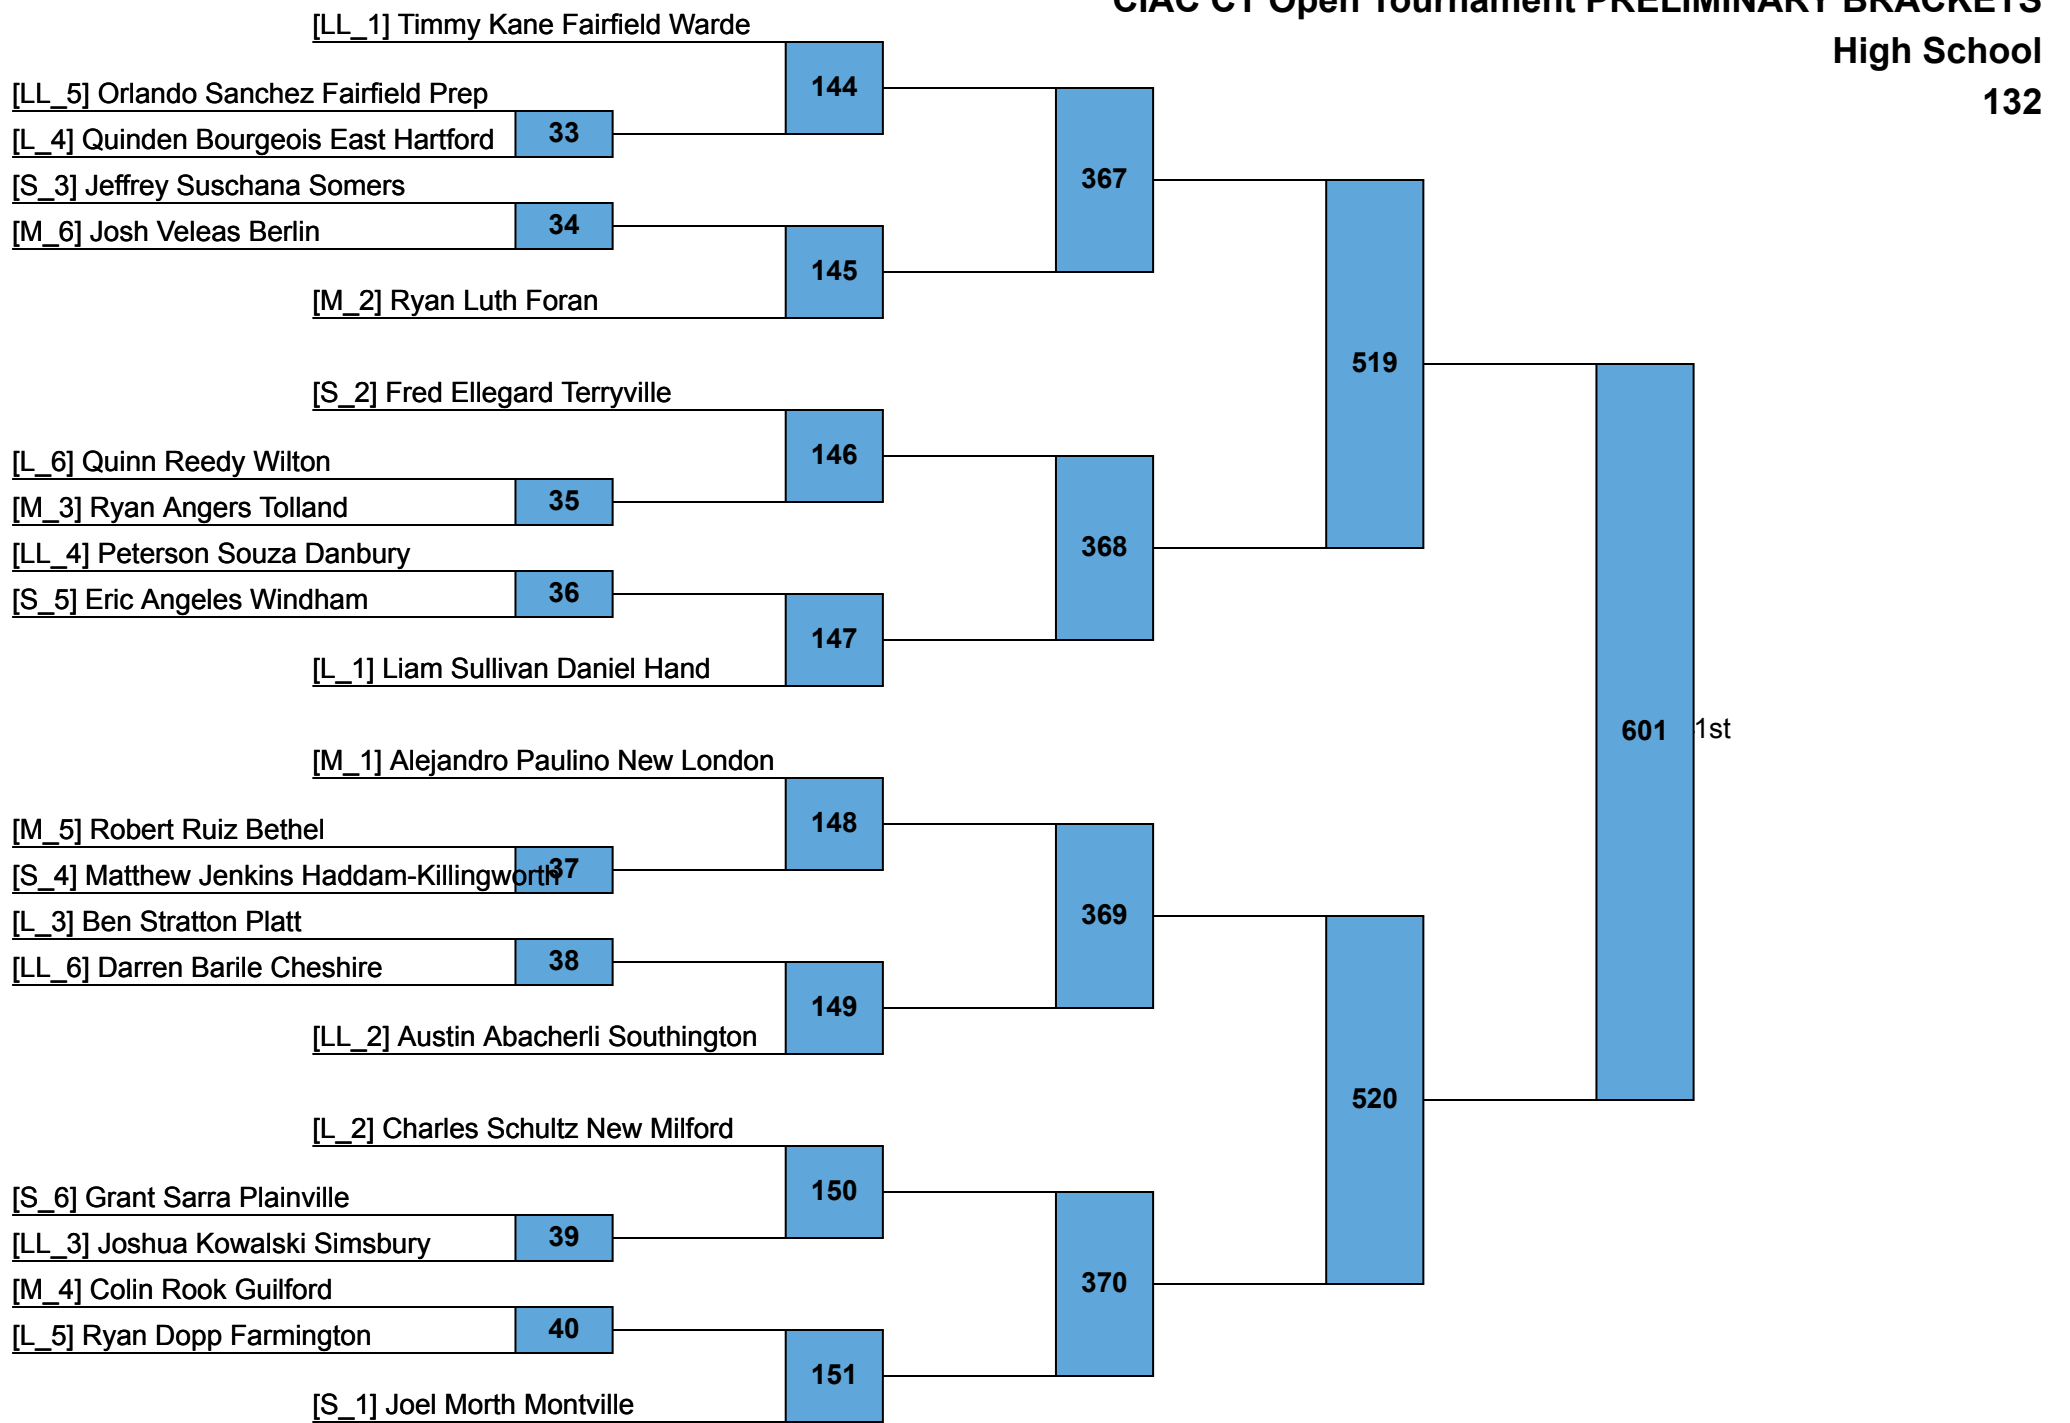 CIAC CT Open Tournament PRELIMINARY BRACKETS
High School
132
[LL_1] Timmy Kane Fairfield Warde
144
[LL_5] Orlando Sanchez Fairfield Prep
33
[L_4] Quinden Bourgeois East Hartford
367
[S_3] Jeffrey Suschana Somers
34
[M_6] Josh Veleas Berlin
145
[M_2] Ryan Luth Foran
519
[S_2] Fred Ellegard Terryville
146
[L_6] Quinn Reedy Wilton
35
[M_3] Ryan Angers Tolland
368
[LL_4] Peterson Souza Danbury
36
[S_5] Eric Angeles Windham
147
[L_1] Liam Sullivan Daniel Hand
601
1st
[M_1] Alejandro Paulino New London
148
[M_5] Robert Ruiz Bethel
37
[S_4] Matthew Jenkins Haddam-Killingworth
369
[L_3] Ben Stratton Platt
38
[LL_6] Darren Barile Cheshire
149
[LL_2] Austin Abacherli Southington
520
[L_2] Charles Schultz New Milford
150
[S_6] Grant Sarra Plainville
39
[LL_3] Joshua Kowalski Simsbury
370
[M_4] Colin Rook Guilford
40
[L_5] Ryan Dopp Farmington
151
[S_1] Joel Morth Montville